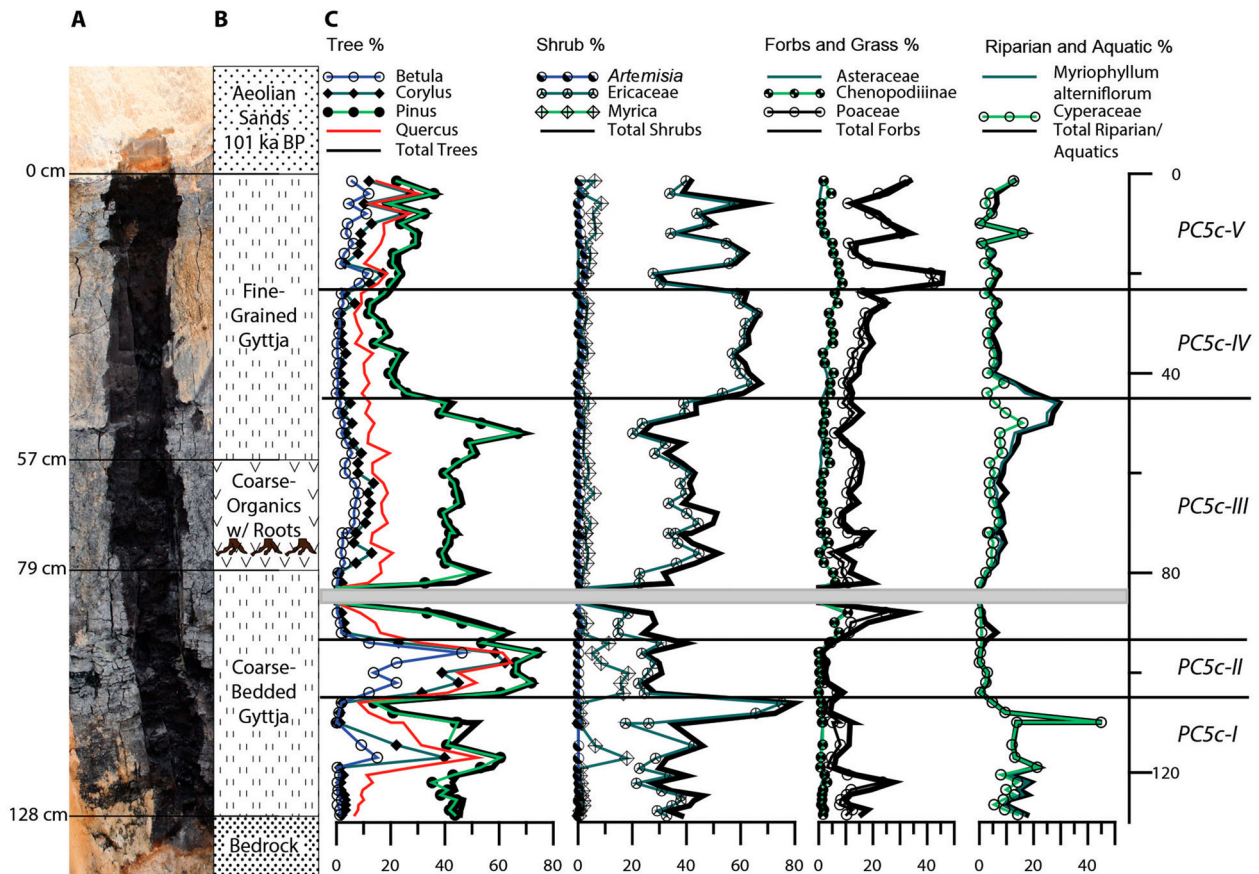 A
B
C
Tree %
Betula
Corylus
Pinus
Quercus
Total Trees
Shrub %
Artemisia
Ericaceae
Myrica
Total Shrubs
Forbs and Grass %
Asteraceae
Chenopodiiinae
Poaceae
Total Forbs
Riparian and Aquatic %
Myriophyllum
alterniflorum
Cyperaceae
Total Riparian/
Aquatics
Aeolian
Sands
101 ka BP
0 cm
Fine-
Grained
Gyttja
57 cm
Coarse-
Organics
w/ Roots
79 cm
Coarse-
Bedded
Gyttja
128 cm
Bedrock
0
40
80
120
PC5c-V
PC5c-IV
PC5c-III
PC5c-II
PC5c-I
0 20 40 60 80
0 20 40 60 80
0 20 40
0 20 40